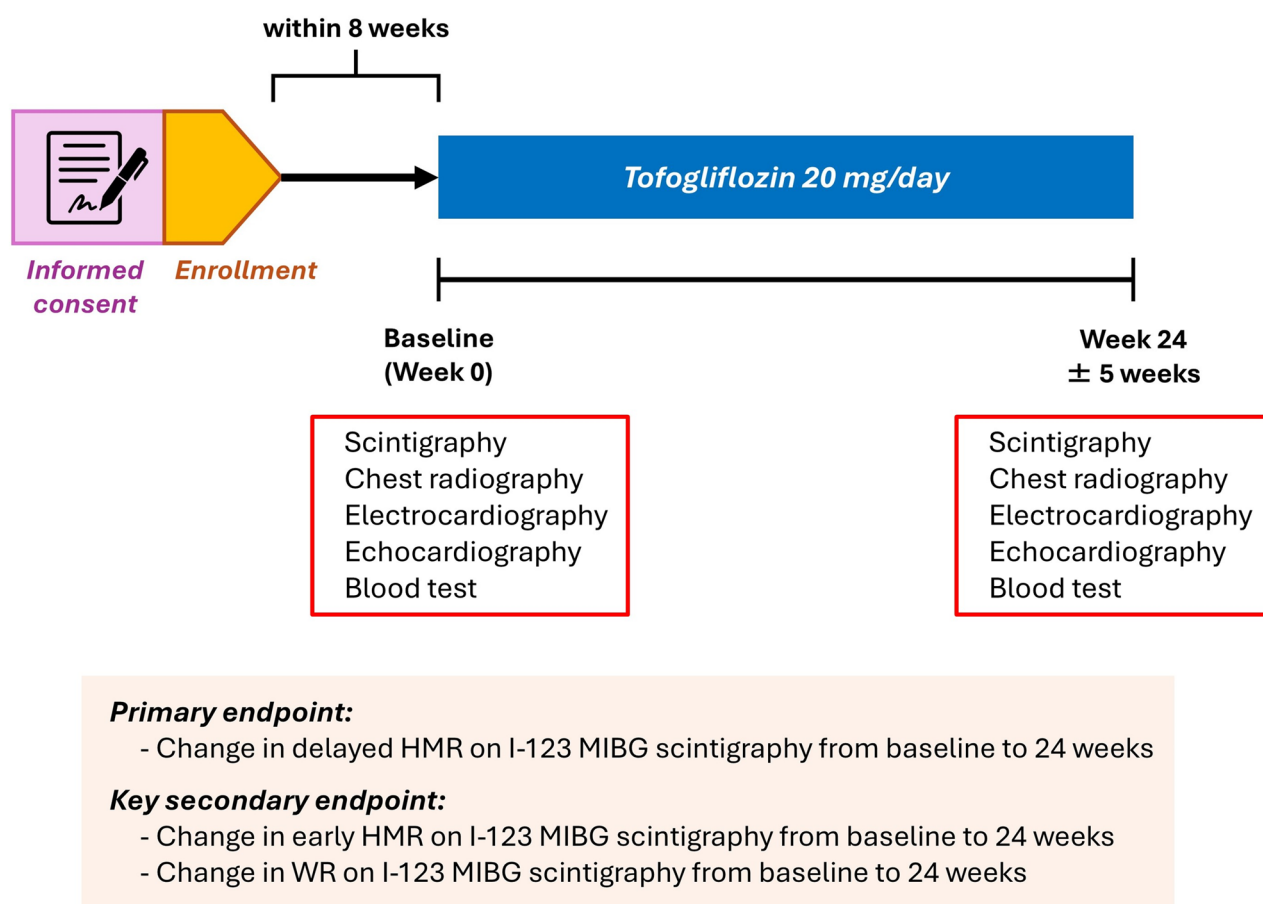 within 8 weeks
Tofogliflozin 20 mg/day
Informed
consent
Enrollment
Baseline
(Week 0)
Week 24
± 5 weeks
Scintigraphy
Chest radiography
Electrocardiography
Echocardiography
Blood test
Scintigraphy
Chest radiography
Electrocardiography
Echocardiography
Blood test
Primary endpoint:
- Change in delayed HMR on I-123 MIBG scintigraphy from baseline to 24 weeks
Key secondary endpoint:
- Change in early HMR on I-123 MIBG scintigraphy from baseline to 24 weeks
- Change in WR on I-123 MIBG scintigraphy from baseline to 24 weeks